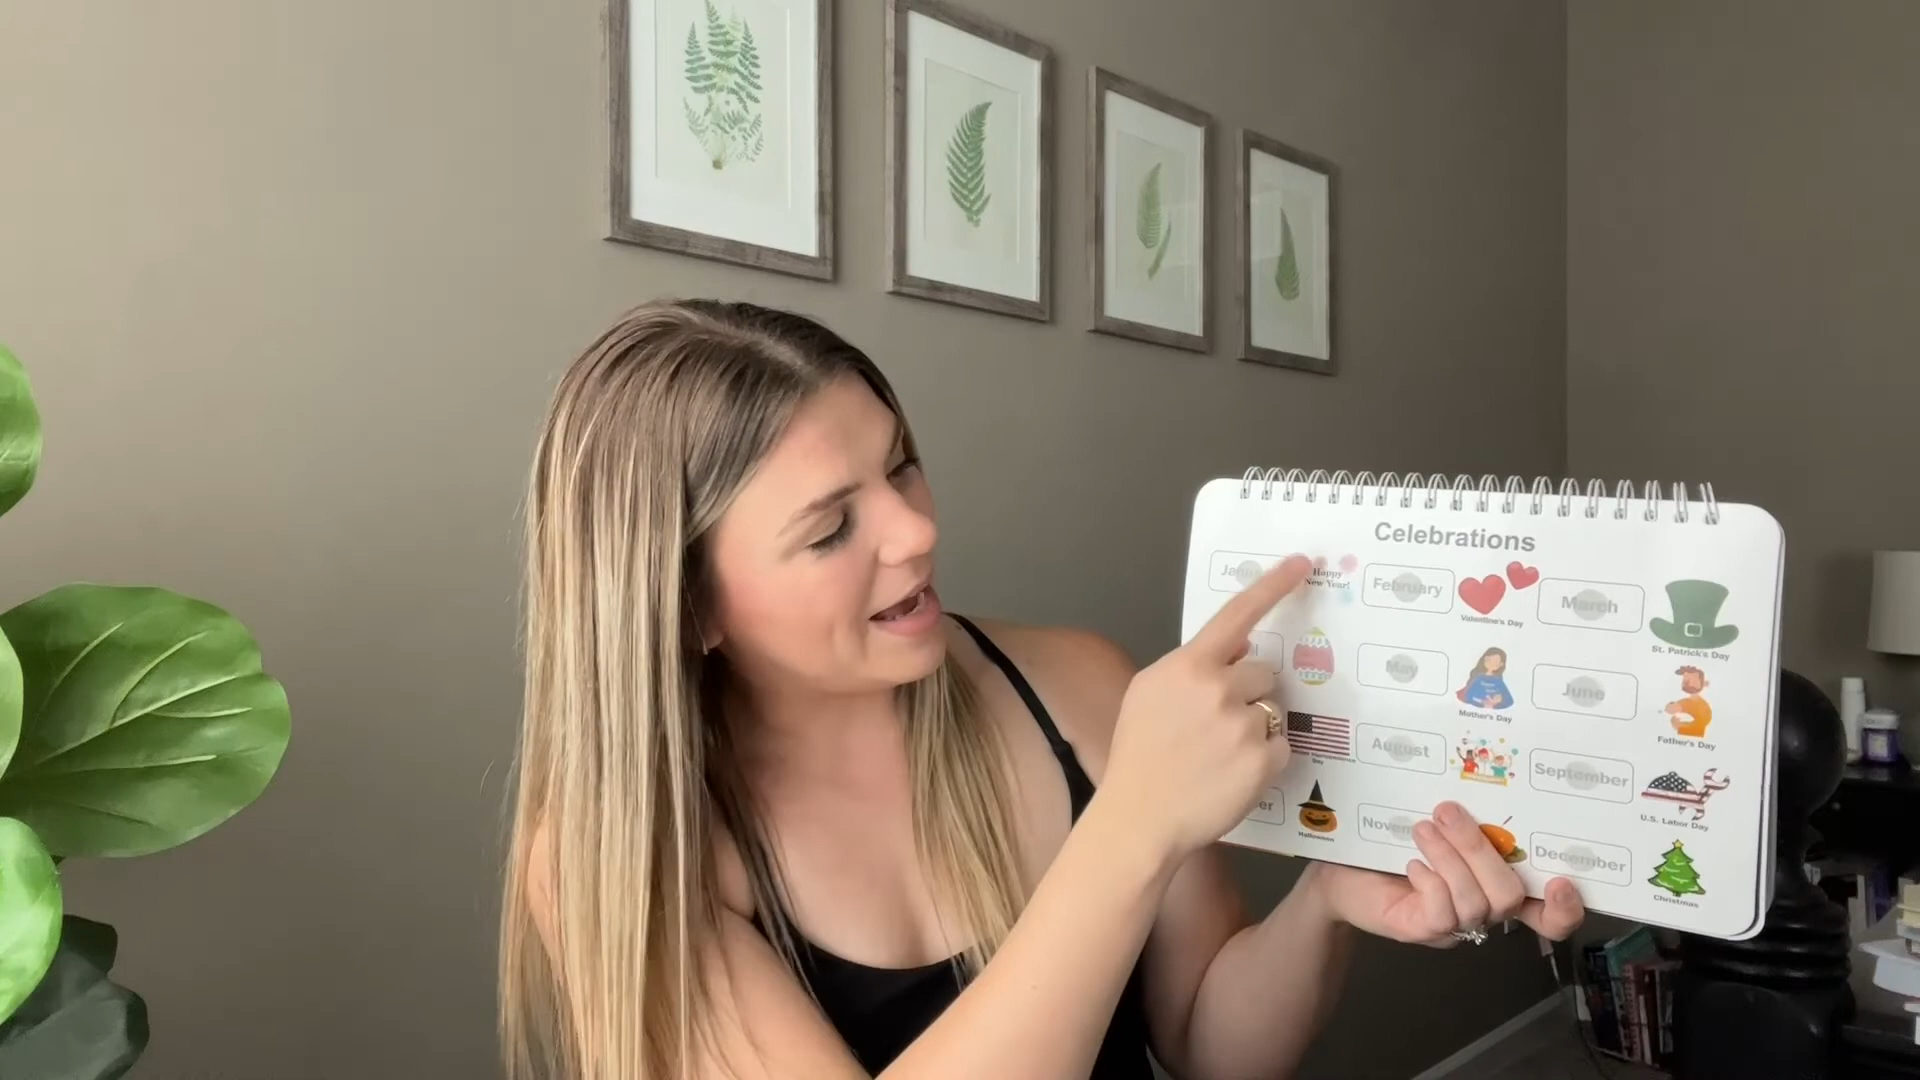 Celebrations
Happy
New Year!
February
Valentine's Day
March
St. Patrick's Day
May
Mother's Day
June
Father's Day
Day
August
September
U.S. Labor Day
Halloween
December
Christmas